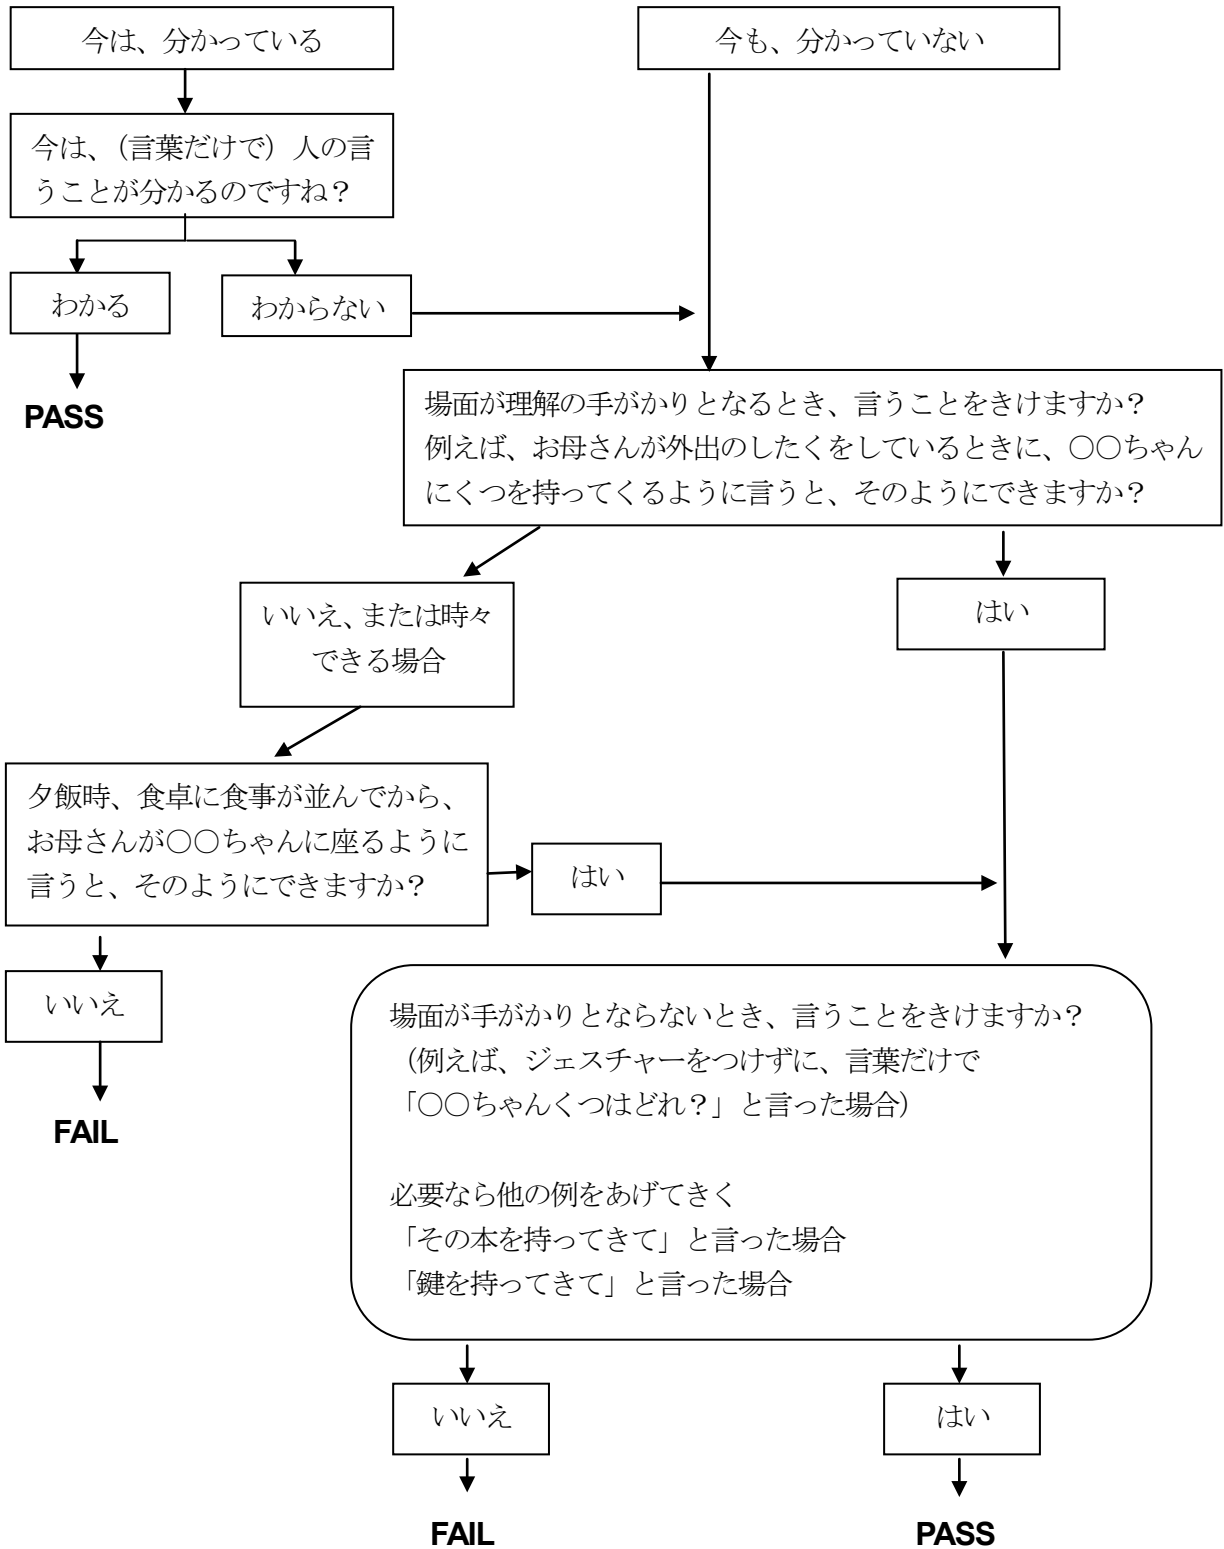 今は、分かっている
今も、分かっていない
今は、（言葉だけで）人の言
うことが分かるのですね？
わかる
わからない
PASS
場面が理解の手がかりとなるとき、言うことをきけますか？
例えば、お母さんが外出のしたくをしているときに、〇〇ちゃん
にくつを持ってくるように言うと、そのようにできますか？
いいえ、または時々
できる場合
はい
夕飯時、食卓に食事が並んでから、
お母さんが〇〇ちゃんに座るように
言うと、そのようにできますか？
はい
いいえ
FAIL
場面が手がかりとならないとき、言うことをきけますか？
（例えば、ジェスチャーをつけずに、言葉だけで
「〇〇ちゃんくつはどれ？」と言った場合）
必要なら他の例をあげてきく
「その本を持ってきて」と言った場合
「鍵を持ってきて」と言った場合
いいえ
はい
FAIL
PASS